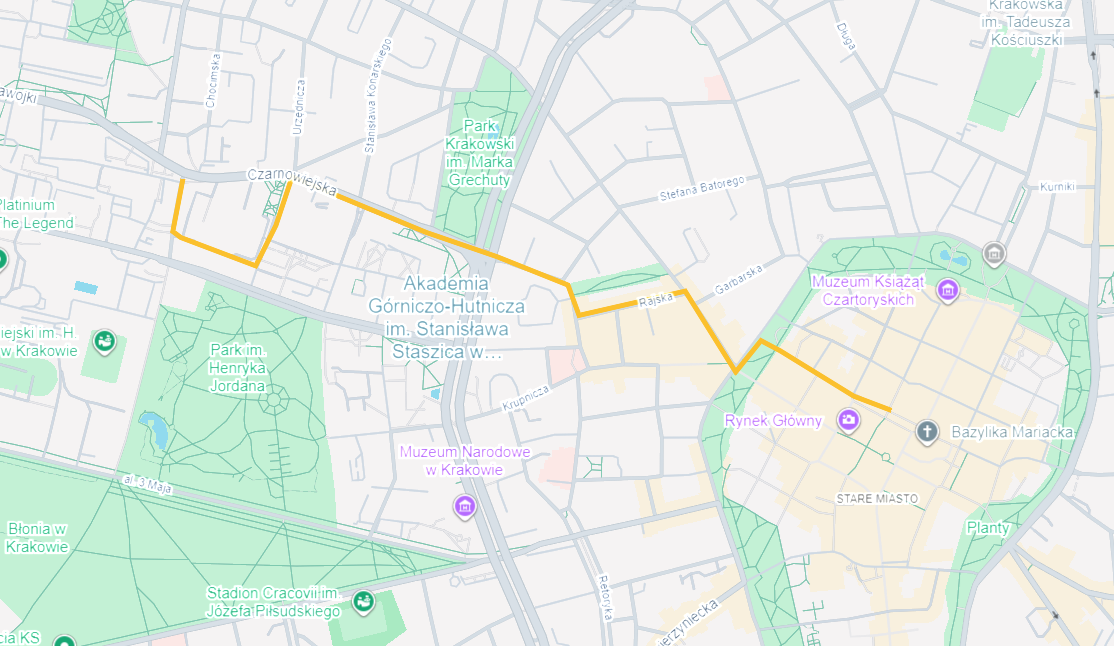 Krakowska
im. Tadeusza
Kościuszki
Długa
Chocimska
Urzędnicza
Stanisława Konarskiego
Park
Krakowski
im. Marka
Grechuty
awojki
Czarnowiejska
Stefana Batorego
Kurniki
Platinium
The Legend
Garbarska
Rajska
Muzeum Książąt
Czartoryskich
Akademia
Górniczo-Hutnicza
im. Stanisława
Staszica w...
iejski im. H.
w Krakowie
Park im.
Henryka
Jordana
Krupnicza
Rynek Główny
Bazylika Mariacka
Muzeum Narodowe
w Krakowie
al. 3 Maja
STARE MIASTO
Błonia w
Krakowie
Planty
Stadion Cracovii im.
Józefa Piłsudskiego
Retoryka
ierzyniecka
cia KS